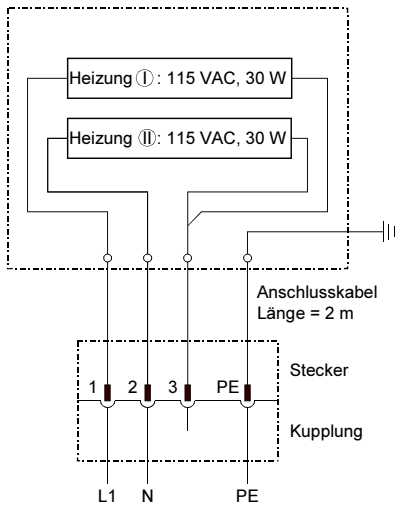 Heizung Ⓘ: 115 VAC, 30 W
Heizung Ⓘ̄Ⓘ: 115 VAC, 30 W
Anschlusskabel
Länge = 2 m
Stecker
1 2 3 PE
Kupplung
L1 N PE